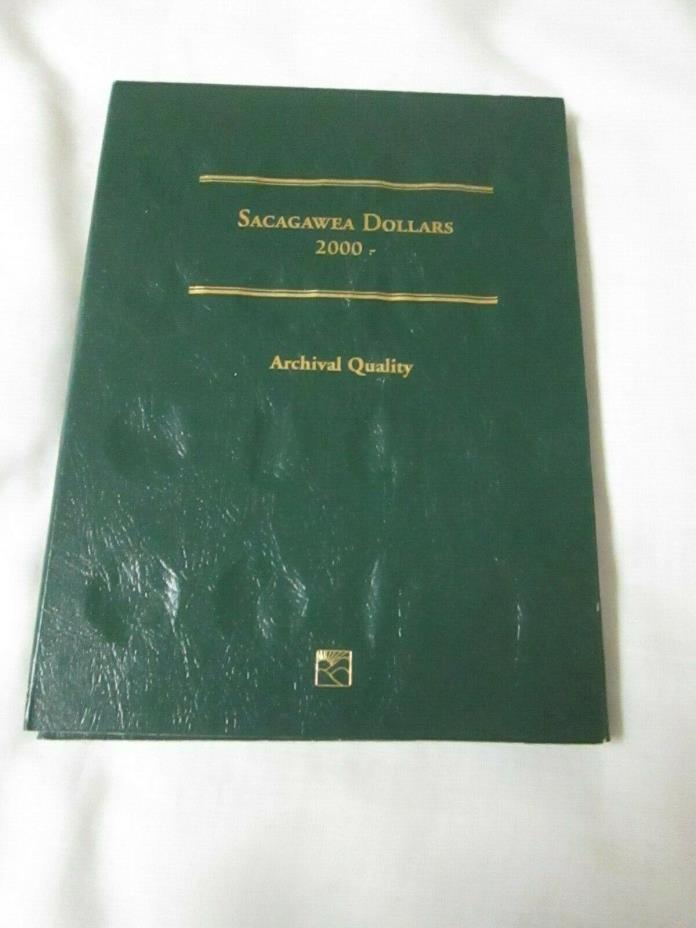 SACAGAWEA DOLLARS
2000 -
Archival Quality